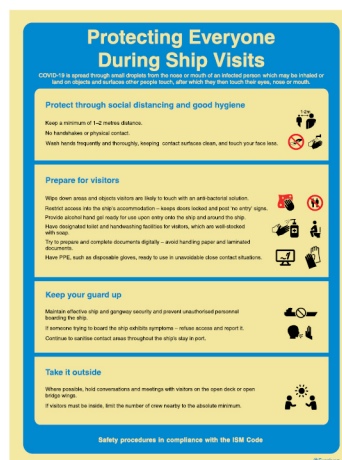 Protecting Everyone
During Ship Visits
COVID-19 is spread through small droplets from the nose or mouth of an infected person which may be inhaled or
land on objects and surfaces other people touch, after which they then touch their eyes, nose or mouth.
Protect through social distancing and good hygiene
1-2m
Keep a minimum of 1–2 metres distance.
No handshakes or physical contact.
Wash hands frequently and thoroughly, keeping contact surfaces clean, and touch your face less.
Prepare for visitors
Wipe down areas and objects visitors are likely to touch with an anti-bacterial solution.
Restrict access into the ship's accommodation – keeps doors locked and post 'no entry' signs.
Provide alcohol hand gel ready for use upon entry onto the ship and around the ship.
Have designated toilet and handwashing facilities for visitors, which are well-stocked
with soap.
Try to prepare and complete documents digitally – avoid handling paper and laminated
documents.
Have PPE, such as disposable gloves, ready to use in unavoidable close contact situations.
Keep your guard up
Maintain effective ship and gangway security and prevent unauthorised personnel
boarding the ship.
If someone trying to board the ship exhibits symptoms – refuse access and report it.
Continue to sanitise contact areas throughout the ship's stay in port.
Take it outside
Where possible, hold conversations and meetings with visitors on the open deck or open
bridge wings.
If visitors must be inside, limit the number of crew nearby to the absolute minimum.
Safety procedures in compliance with the ISM Code